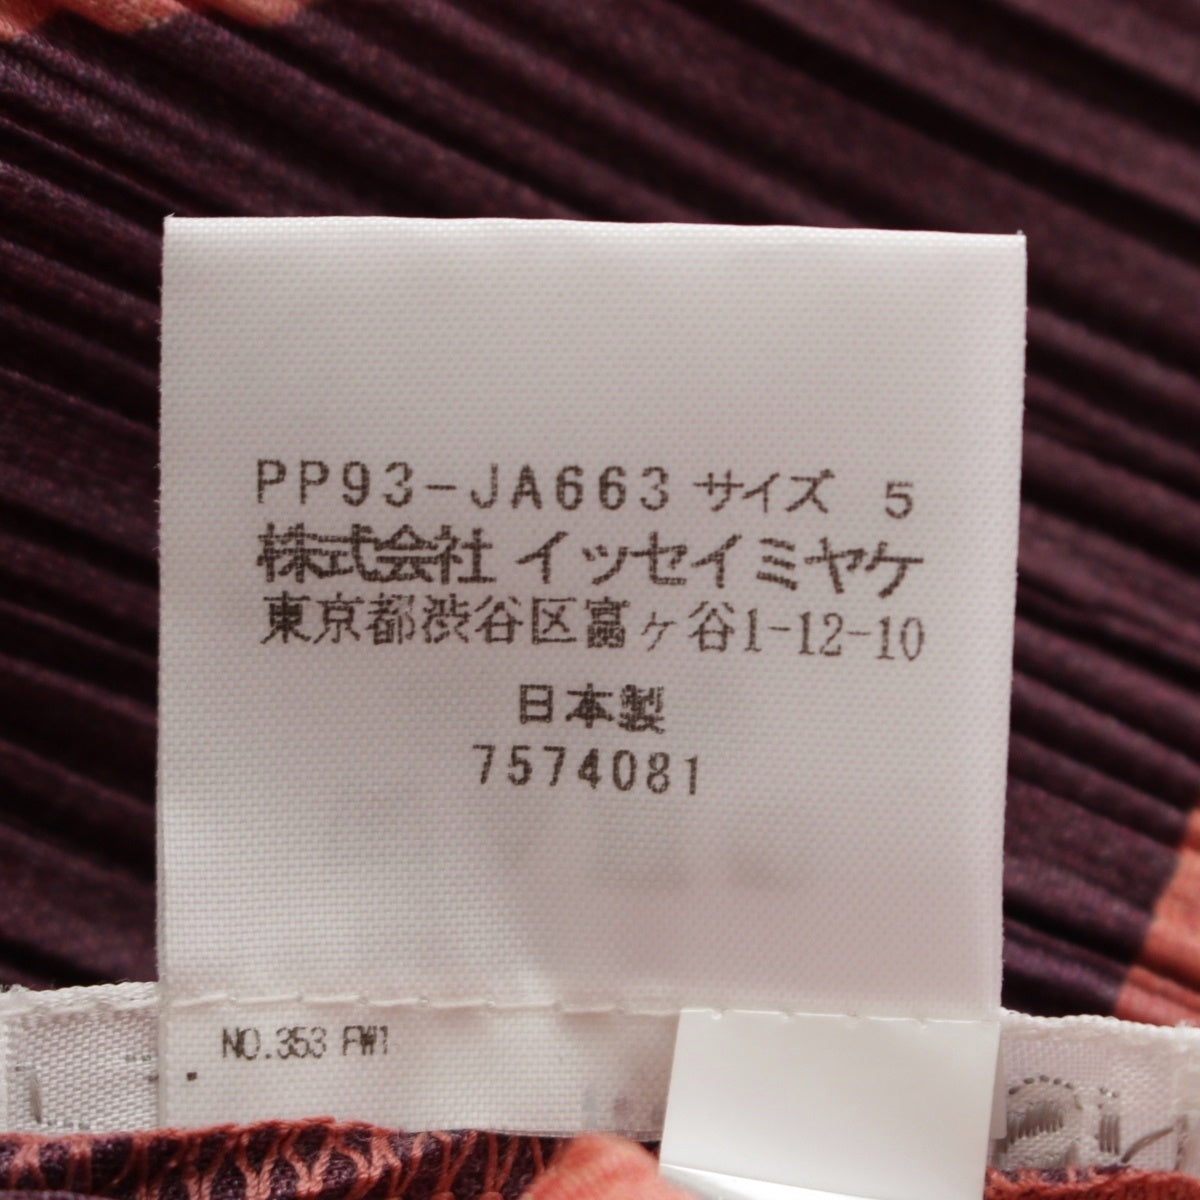 PP93-JA663 サイズ 5
株式会社 イッセイミヤケ
東京都渋谷区富ヶ谷1-12-10
日本製
7574081
NO.353 FW1